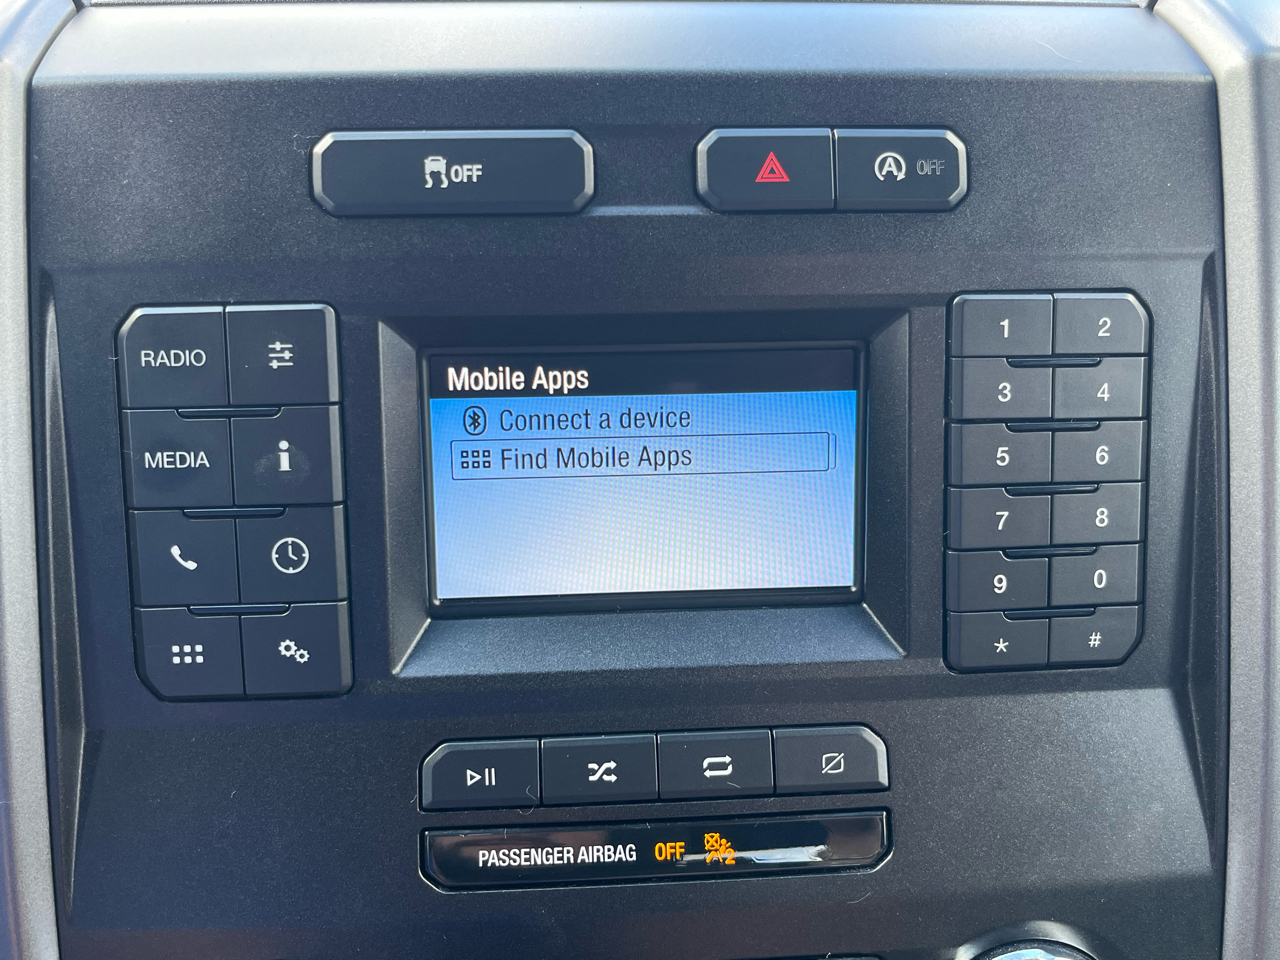 OFF
A OFF
RADIO
MEDIA
Mobile Apps
Connect a device
Find Mobile Apps
1 2
3 4
5 6
7 8
9 0
* #
PASSENGER AIRBAG OFF 2